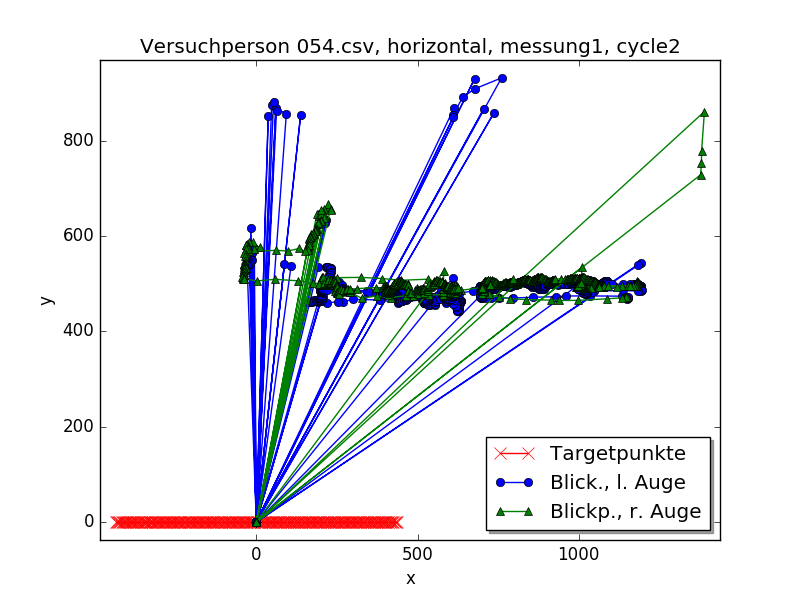 Versuchperson 054.csv, horizontal, messung1, cycle2
y
800
600
400
200
0
0
500
1000
x
Targetpunkte
Blick., l. Auge
Blickp., r. Auge